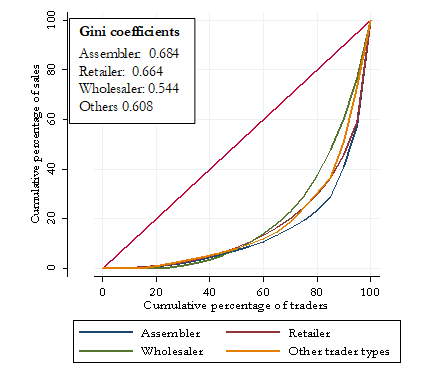 Gini coefficients
Assembler: 0.684
Retailer: 0.664
Wholesaler: 0.544
Others 0.608
Cumulative percentage of sales
0 20 40 60 80 100
0 20 40 60 80 100
Cumulative percentage of traders
Assembler Retailer
Wholesaler Other trader types